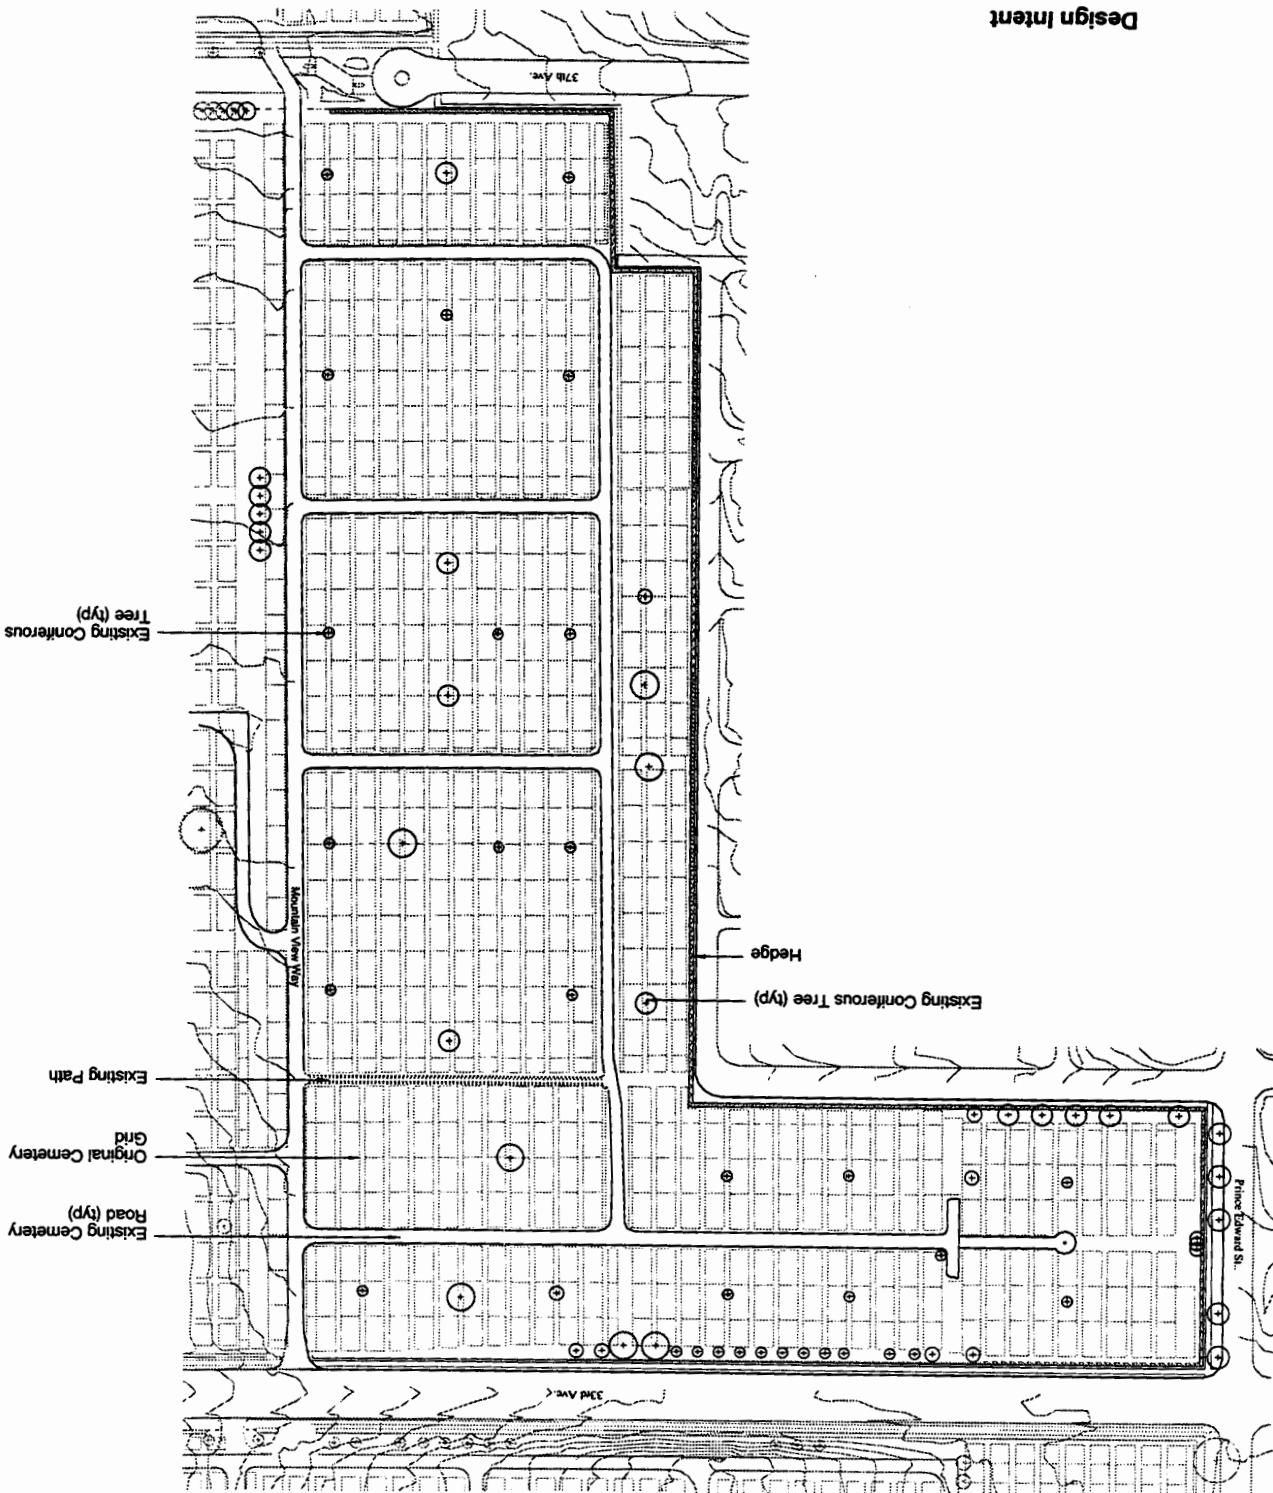 Design Intent
37th Ave.
Existing Coniferous
Tree (typ)
Mountain View Way
Hedge
Existing Coniferous Tree (typ)
Existing Path
Original Cemetery
Grid
Existing Cemetery
Road (typ)
Prince Edward St.
33rd Ave.